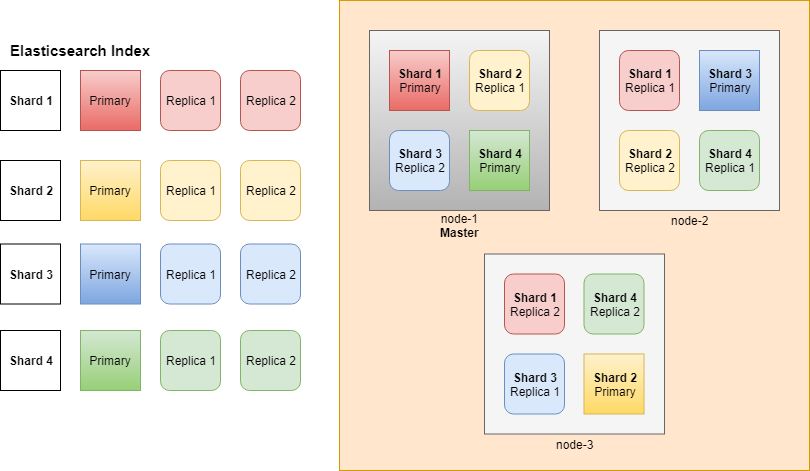 Elasticsearch Index
Shard 1
Primary
Replica 1
Replica 2
Shard 2
Primary
Replica 1
Replica 2
Shard 3
Primary
Replica 1
Replica 2
Shard 4
Primary
Replica 1
Replica 2
Shard 1
Primary
Shard 2
Replica 1
Shard 3
Replica 2
Shard 4
Primary
node-1
Master
Shard 1
Replica 1
Shard 3
Primary
Shard 2
Replica 2
Shard 4
Replica 1
node-2
Shard 1
Replica 2
Shard 4
Replica 2
Shard 3
Replica 1
Shard 2
Primary
node-3